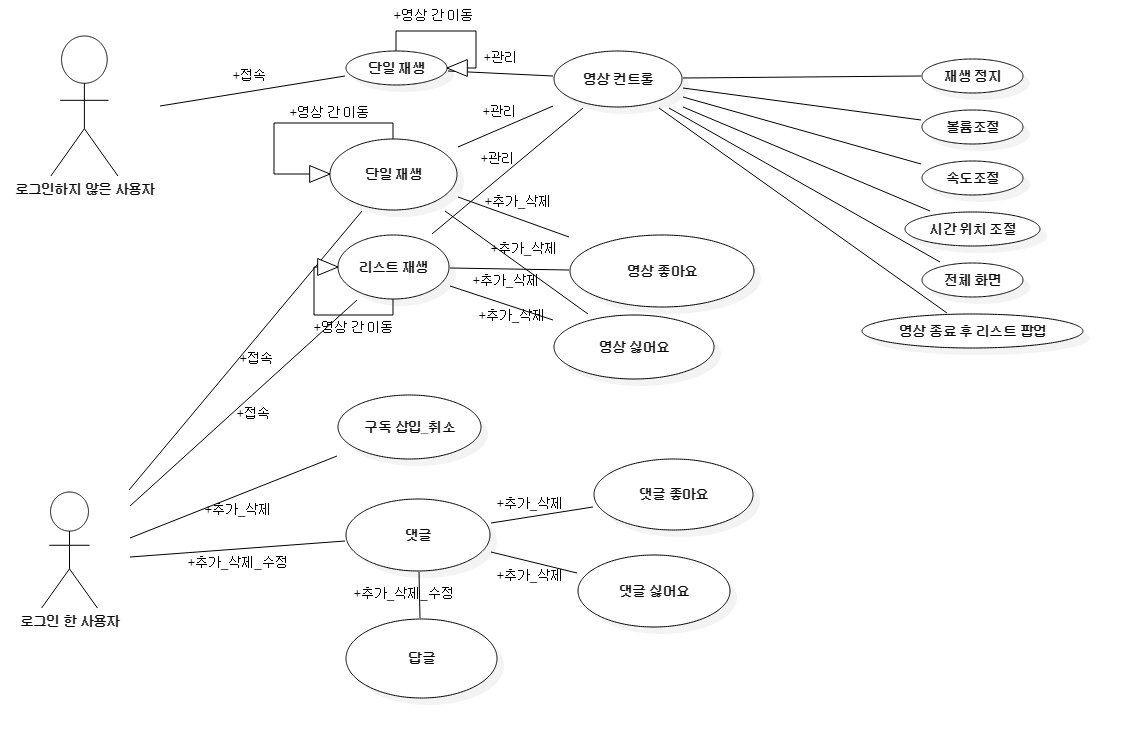 +영상 간 이동
단일 재생
+관리
영상 컨트롤
재생 정지
+접속
+영상 간 이동
+관리
볼륨조절
로그인하지 않은 사용자
단일 재생
+관리
속도조절
+추가_삭제
시간 위치 조절
+추가_삭제
리스트 재생
영상 좋아요
+추가_삭제
전체 화면
+추가_삭제
+영상 간 이동
영상 싫어요
영상 종료 후 리스트 팝업
+접속
+접속
구독 삽입_취소
+추가_삭제
+추가_삭제
댓글 좋아요
댓글
+추가_삭제_수정
+추가_삭제
댓글 싫어요
+추가_삭제_수정
로그인 한 사용자
답글